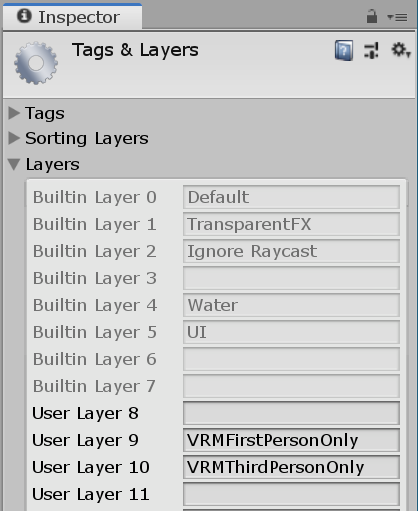 Inspector
Tags & Layers
Tags
Sorting Layers
Layers
Builtin Layer 0 Default
Builtin Layer 1 TransparentFX
Builtin Layer 2 Ignore Raycast
Builtin Layer 3
Builtin Layer 4 Water
Builtin Layer 5 UI
Builtin Layer 6
Builtin Layer 7
User Layer 8
User Layer 9 VRMFirstPersonOnly
User Layer 10 VRMThirdPersonOnly
User Layer 11